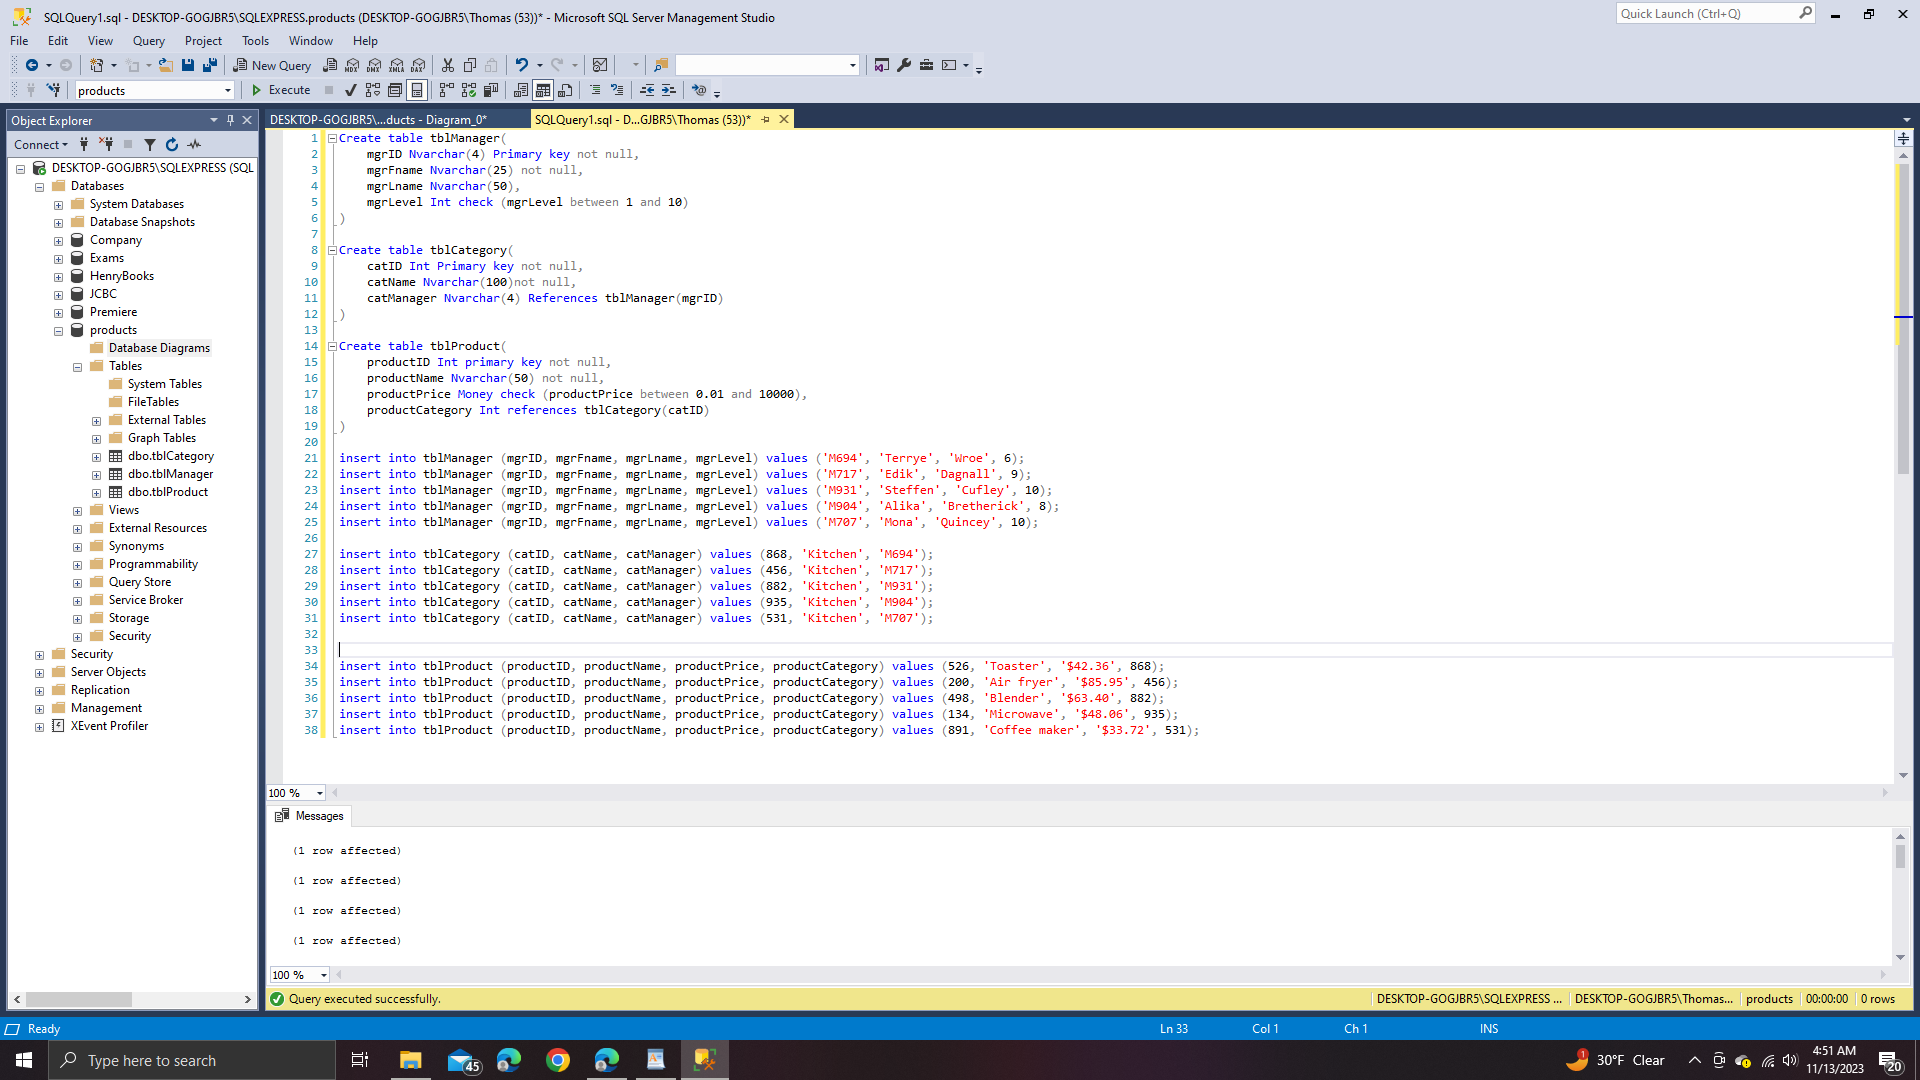 SQLQuery1.sql - DESKTOP-GOGJBR5\SQLEXPRESS.products (DESKTOP-GOGJBR5\Thomas (53))* - Microsoft SQL Server Management Studio
Quick Launch (Ctrl+Q)
File Edit View Query Project Tools Window Help
New Query MDX DMX XMLA DAX
products Execute
Object Explorer
DESKTOP-GOGJBR5\...ducts - Diagram_0*
SQLQuery1.sql - D...GJBR5\Thomas (53))*
Connect
DESKTOP-GOGJBR5\SQLEXPRESS (SQL
Databases
System Databases
Database Snapshots
Company
Exams
HenryBooks
JCBC
Premiere
products
Database Diagrams
Tables
System Tables
FileTables
External Tables
Graph Tables
dbo.tblCategory
dbo.tblManager
dbo.tblProduct
Views
External Resources
Synonyms
Programmability
Query Store
Service Broker
Storage
Security
Security
Server Objects
Replication
Management
XEvent Profiler
1 Create table tblManager(
2 mgrID Nvarchar(4) Primary key not null,
3 mgrFname Nvarchar(25) not null,
4 mgrLname Nvarchar(50),
5 mgrLevel Int check (mgrLevel between 1 and 10)
6 )
7
8 Create table tblCategory(
9 catID Int Primary key not null,
10 catName Nvarchar(100)not null,
11 catManager Nvarchar(4) References tblManager(mgrID)
12 )
13
14 Create table tblProduct(
15 productID Int primary key not null,
16 productName Nvarchar(50) not null,
17 productPrice Money check (productPrice between 0.01 and 10000),
18 productCategory Int references tblCategory(catID)
19 )
20
21 insert into tblManager (mgrID, mgrFname, mgrLname, mgrLevel) values ('M694', 'Terrye', 'Wroe', 6);
22 insert into tblManager (mgrID, mgrFname, mgrLname, mgrLevel) values ('M717', 'Edik', 'Dagnall', 9);
23 insert into tblManager (mgrID, mgrFname, mgrLname, mgrLevel) values ('M931', 'Steffen', 'Cufley', 10);
24 insert into tblManager (mgrID, mgrFname, mgrLname, mgrLevel) values ('M904', 'Alika', 'Bretherick', 8);
25 insert into tblManager (mgrID, mgrFname, mgrLname, mgrLevel) values ('M707', 'Mona', 'Quincey', 10);
26
27 insert into tblCategory (catID, catName, catManager) values (868, 'Kitchen', 'M694');
28 insert into tblCategory (catID, catName, catManager) values (456, 'Kitchen', 'M717');
29 insert into tblCategory (catID, catName, catManager) values (882, 'Kitchen', 'M931');
30 insert into tblCategory (catID, catName, catManager) values (935, 'Kitchen', 'M904');
31 insert into tblCategory (catID, catName, catManager) values (531, 'Kitchen', 'M707');
32
33
34 insert into tblProduct (productID, productName, productPrice, productCategory) values (526, 'Toaster', '$42.36', 868);
35 insert into tblProduct (productID, productName, productPrice, productCategory) values (200, 'Air fryer', '$85.95', 456);
36 insert into tblProduct (productID, productName, productPrice, productCategory) values (498, 'Blender', '$63.40', 882);
37 insert into tblProduct (productID, productName, productPrice, productCategory) values (134, 'Microwave', '$48.06', 935);
38 insert into tblProduct (productID, productName, productPrice, productCategory) values (891, 'Coffee maker', '$33.72', 531);
100 %
Messages
(1 row affected)
(1 row affected)
(1 row affected)
(1 row affected)
100 %
Query executed successfully. DESKTOP-GOGJBR5\SQLEXPRESS ... DESKTOP-GOGJBR5\Thomas... products 00:00:00 0 rows
Ready Ln 33 Col 1 Ch 1 INS
Type here to search 45 1 30°F Clear 4:51 AM 11/13/2023 20